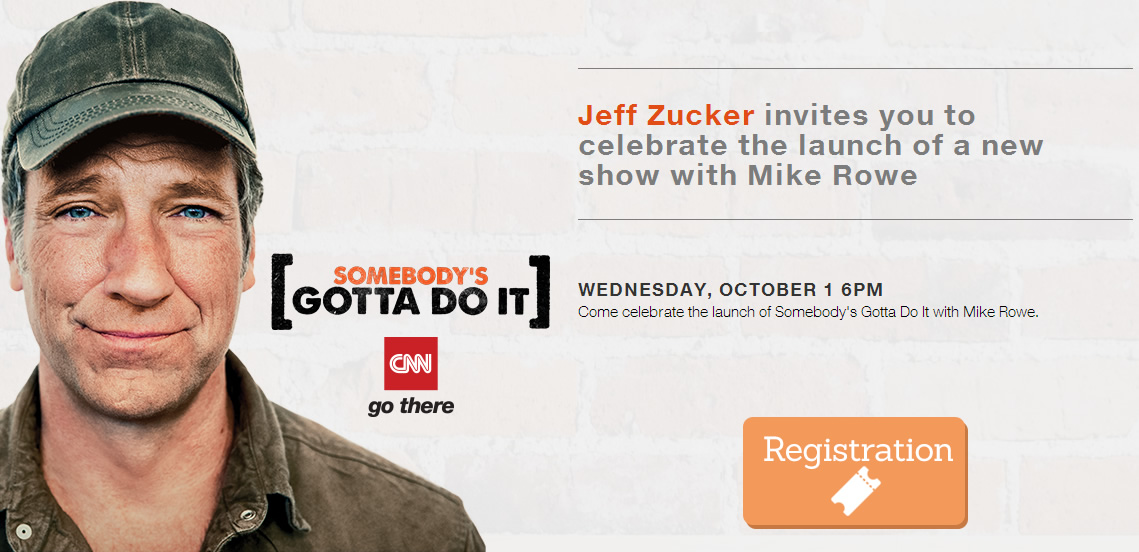 Jeff Zucker invites you to
celebrate the launch of a new
show with Mike Rowe
SOMEBODY'S
[GOTTA DO IT]
CNN
go there
WEDNESDAY, OCTOBER 1 6PM
Come celebrate the launch of Somebody's Gotta Do It with Mike Rowe.
Registration